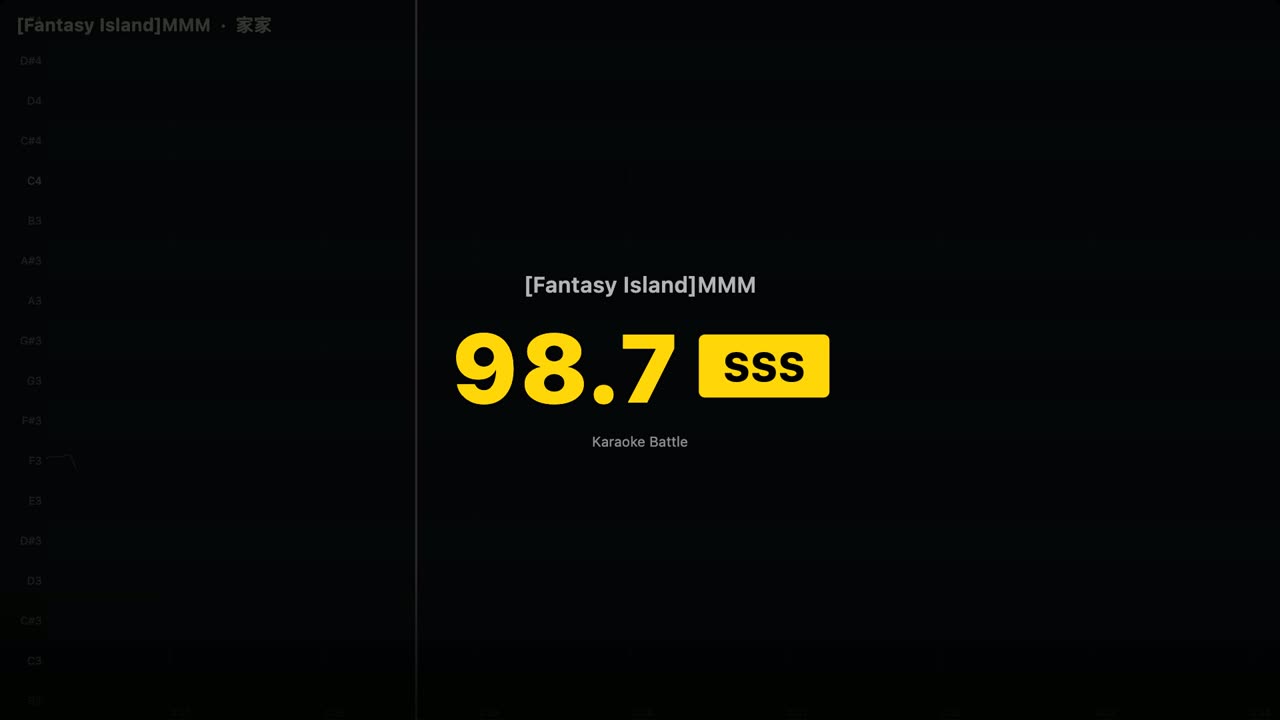 [Fantasy Island]MMM · 家家
D#4
D4
C#4
C4
B3
A#3
A3
G#3
G3
F#3
F3
E3
D#3
D3
C#3
C3
[Fantasy Island]MMM
98.7 SSS
Karaoke Battle